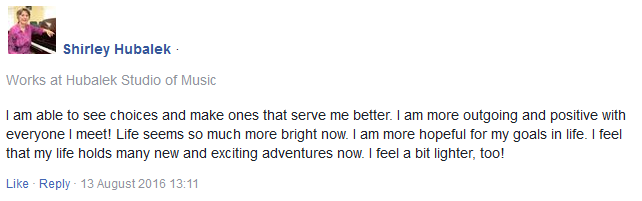 Shirley Hubalek ·
Works at Hubalek Studio of Music
I am able to see choices and make ones that serve me better. I am more outgoing and positive with
everyone I meet! Life seems so much more bright now. I am more hopeful for my goals in life. I feel
that my life holds many new and exciting adventures now. I feel a bit lighter, too!
Like · Reply · 13 August 2016 13:11